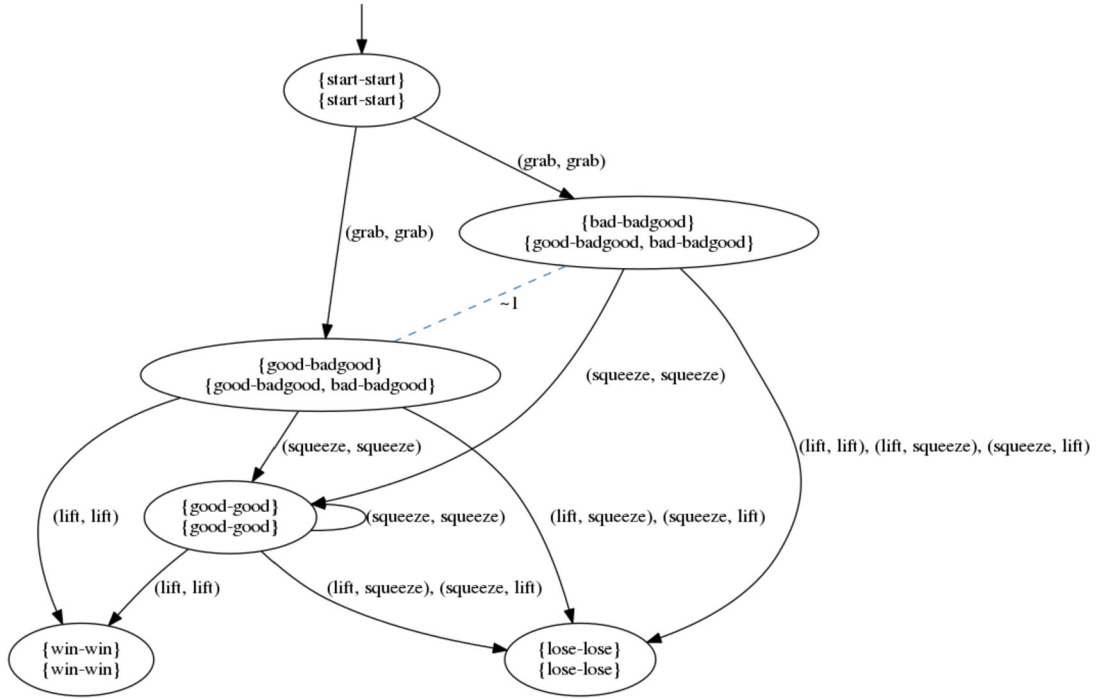 {start-start}
{start-start}
(grab, grab)
{bad-badgood}
{good-badgood, bad-badgood}
(grab, grab)
~1
{good-badgood}
{good-badgood, bad-badgood}
(squeeze, squeeze)
(squeeze, squeeze)
(lift, lift), (lift, squeeze), (squeeze, lift)
{good-good}
{good-good}
(lift, lift)
(squeeze, squeeze)
(lift, squeeze), (squeeze, lift)
(lift, lift)
(lift, squeeze), (squeeze, lift)
{win-win}
{win-win}
{lose-lose}
{lose-lose}